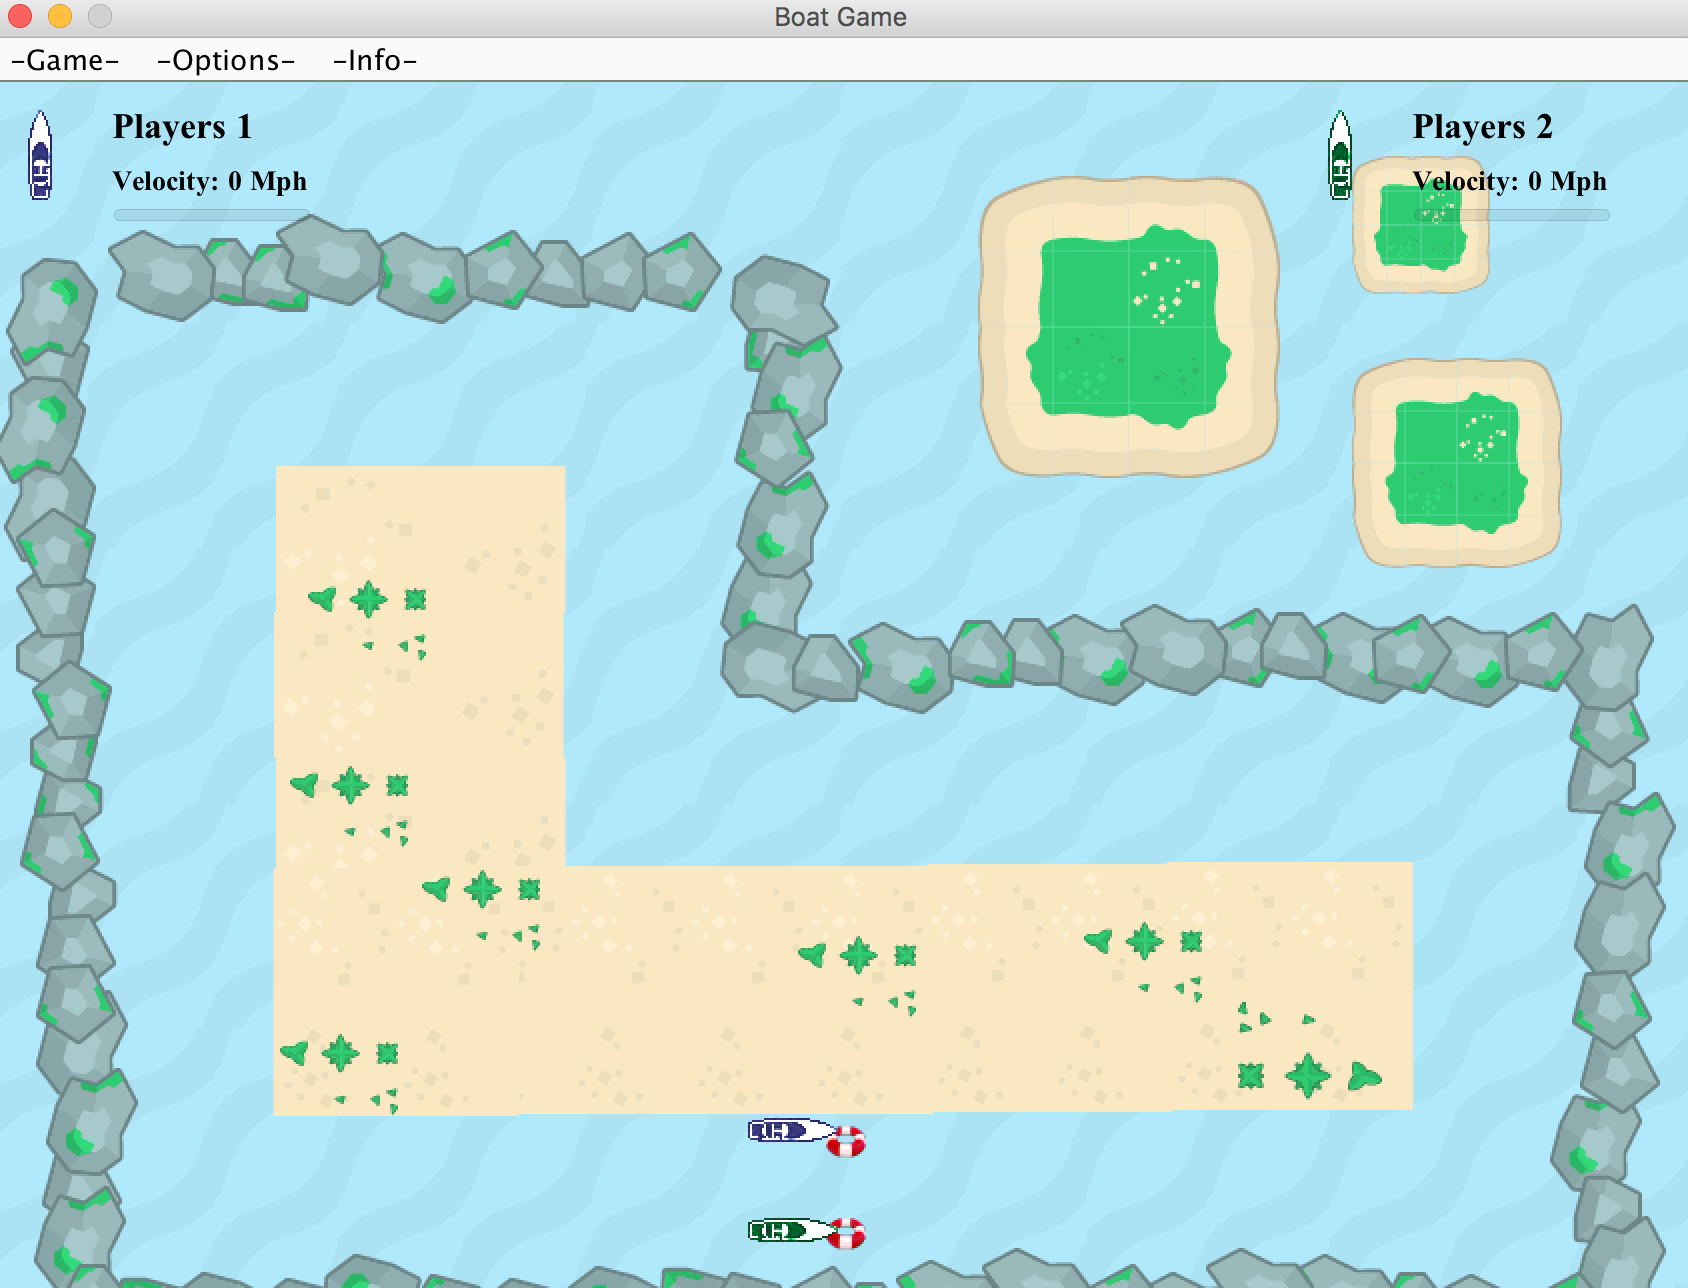 Boat Game
-Game- -Options- -Info-
Players 1
Velocity: 0 Mph
Players 2
Velocity: 0 Mph